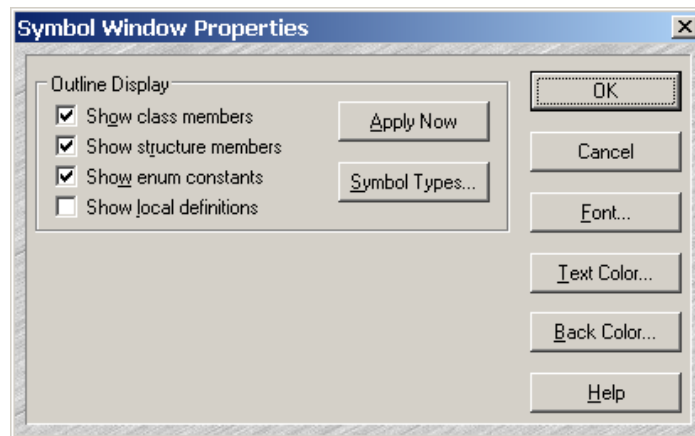 Symbol Window Properties
Outline Display
Show class members
Show structure members
Show enum constants
Show local definitions
Apply Now
Symbol Types...
OK
Cancel
Font...
Text Color...
Back Color...
Help